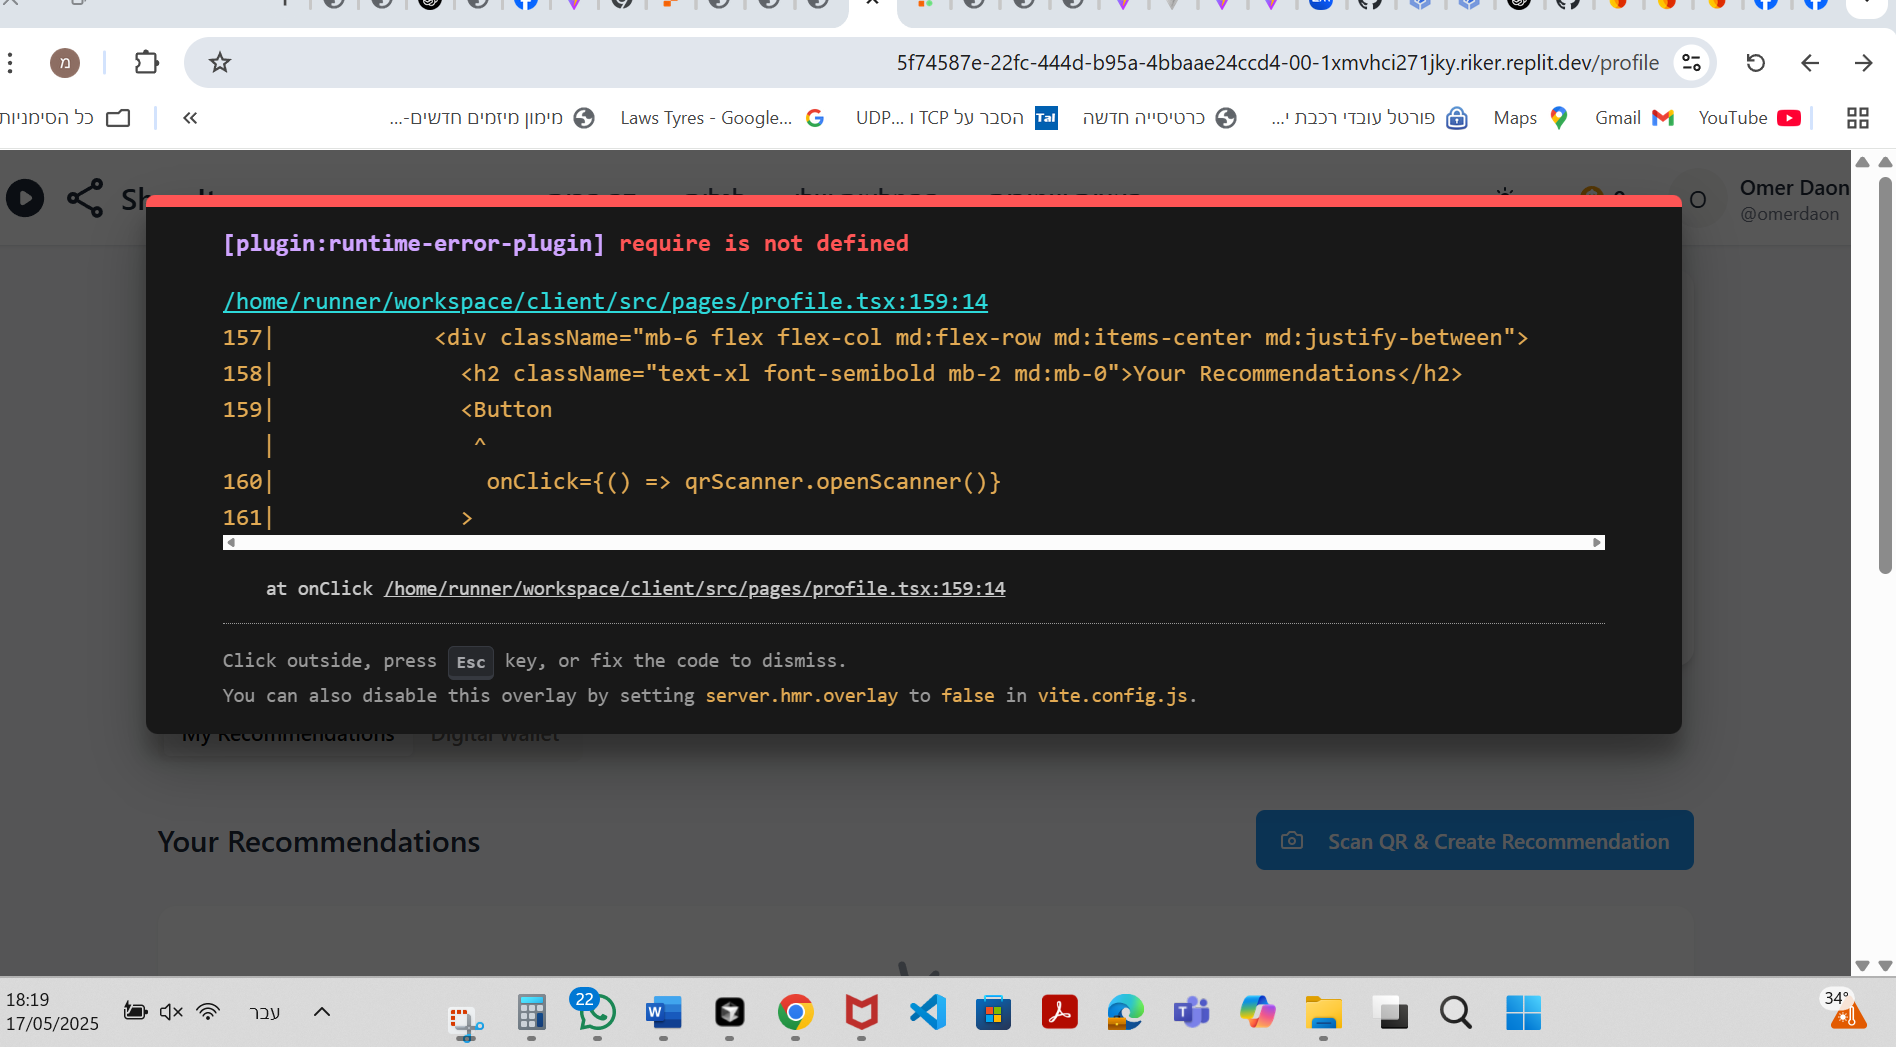 5f74587e-22fc-444d-b95a-4bbaae24ccd4-00-1xmvhci271jky.riker.replit.dev/profile
מ
YouTube
Gmail
Maps
פורטל עובדי רכבת י...
כרטיסייה חדשה
הסבר על TCP ו UDP...
Laws Tyres - Google...
מימון מיזמים חדשים-...
»
כל הסימניות
O
Omer Daon
@omerdaon
[plugin:runtime-error-plugin] require is not defined
/home/runner/workspace/client/src/pages/profile.tsx:159:14
157| <div className="mb-6 flex flex-col md:flex-row md:items-center md:justify-between">
158| <h2 className="text-xl font-semibold mb-2 md:mb-0">Your Recommendations</h2>
159| <Button
| ^
160| onClick={() => qrScanner.openScanner()}
161| >
at onClick /home/runner/workspace/client/src/pages/profile.tsx:159:14
Click outside, press Esc key, or fix the code to dismiss.
You can also disable this overlay by setting server.hmr.overlay to false in vite.config.js.
My Recommendations
Digital Wallet
Your Recommendations
Scan QR & Create Recommendation
18:19
17/05/2025
עבר
22
34°